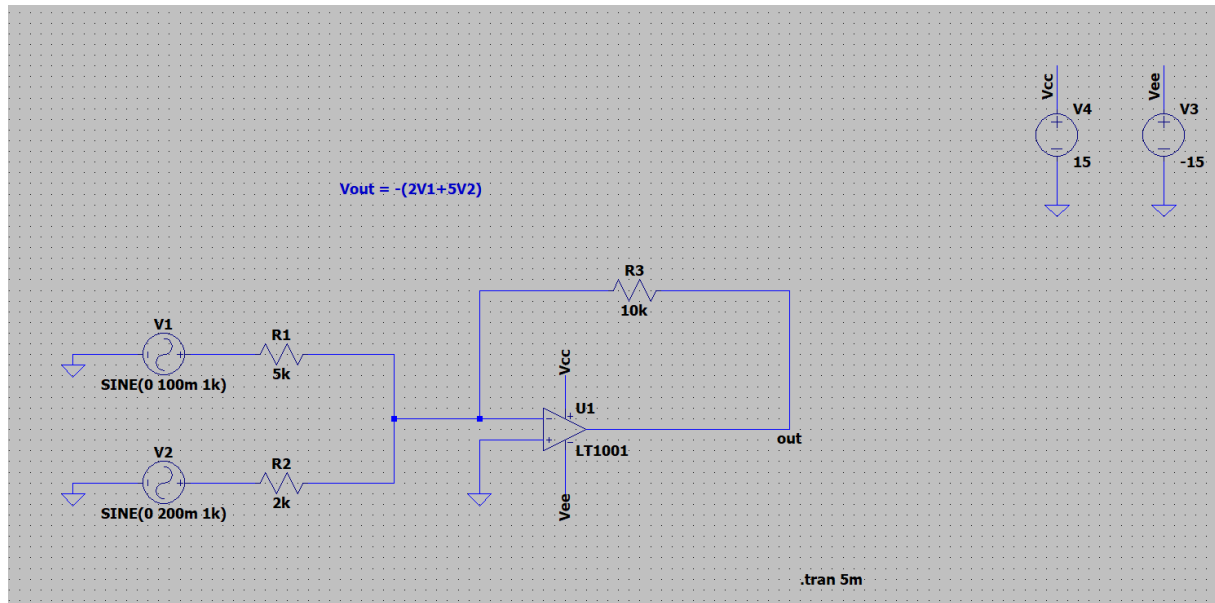 Vcc
V4
15
Vee
V3
-15
Vout = -(2V1+5V2)
R3
10k
V1
SINE(0 100m 1k)
R1
5k
Vcc
U1
LT1001
out
V2
SINE(0 200m 1k)
R2
2k
Vee
.tran 5m